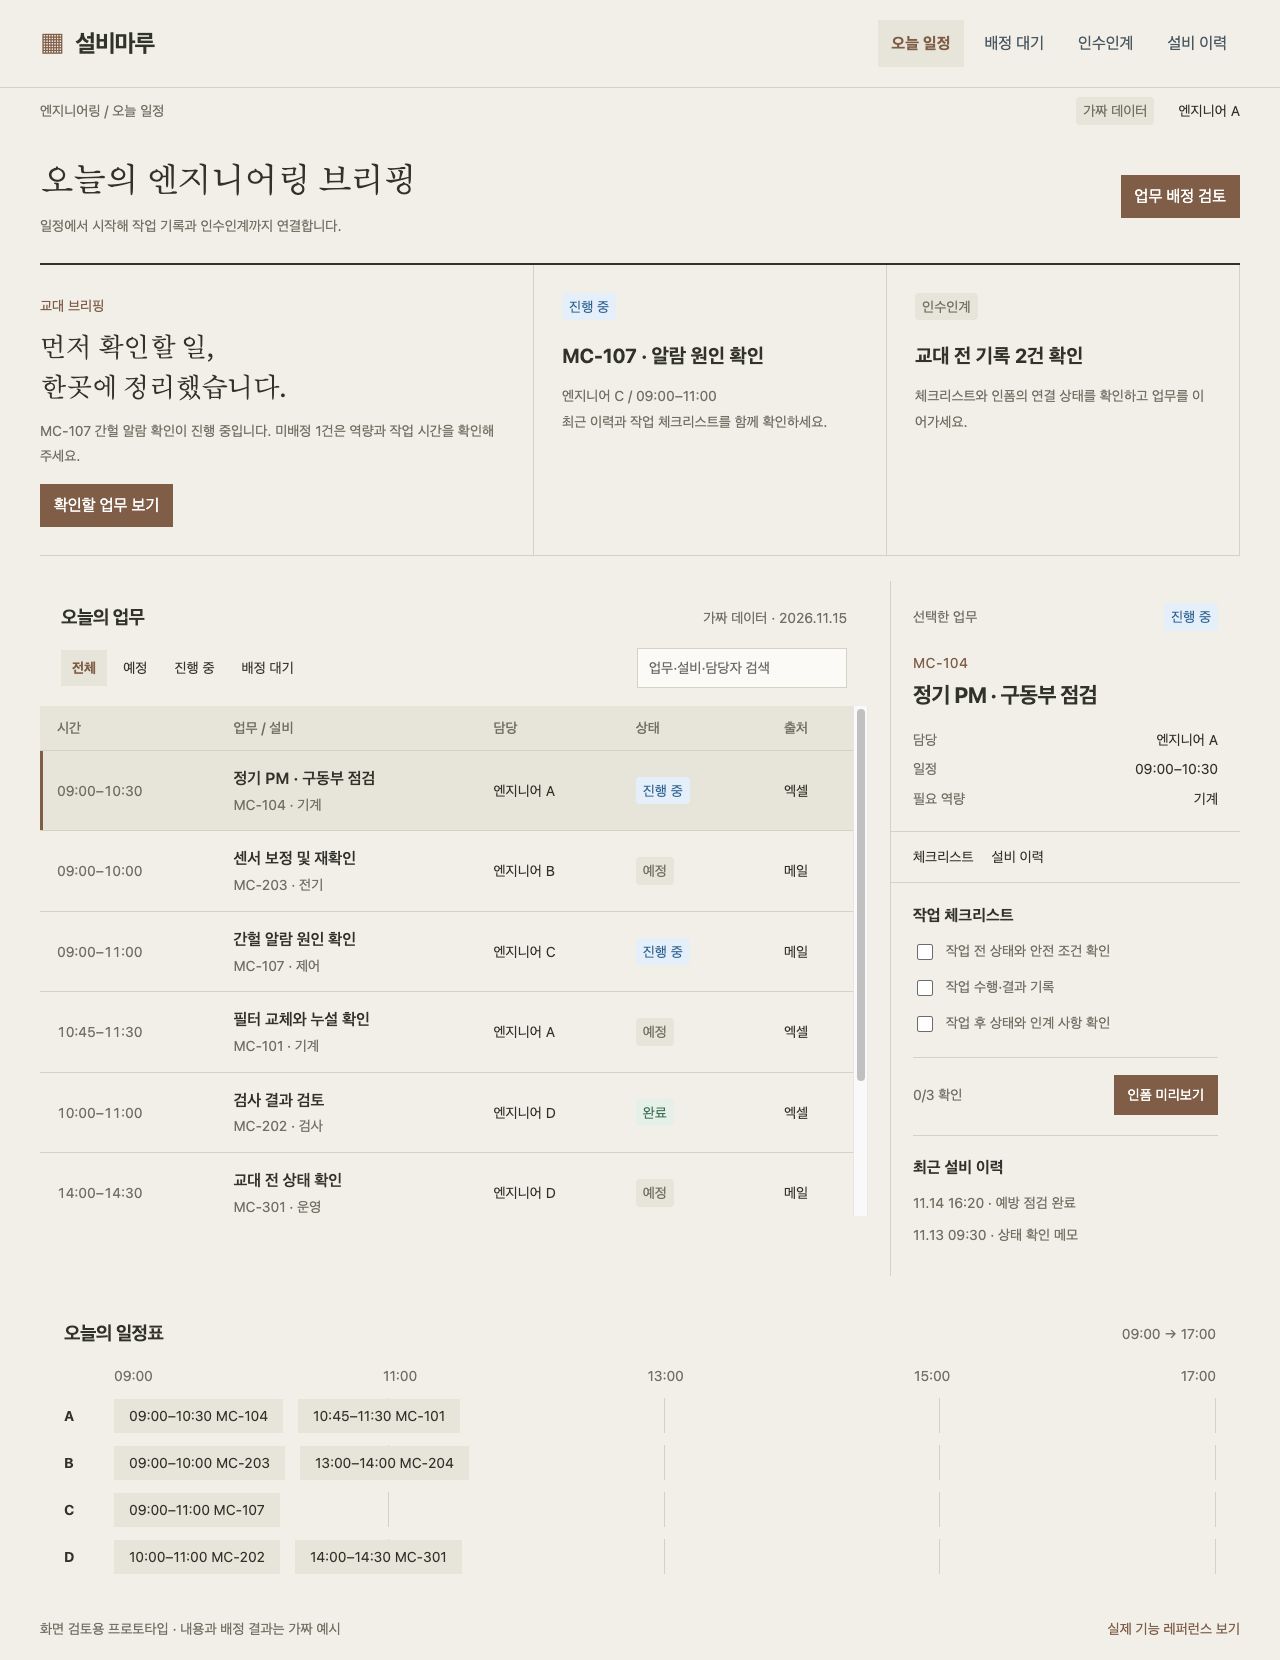 설비마루
오늘 일정
배정 대기
인수인계
설비 이력
엔지니어링 / 오늘 일정
가짜 데이터
엔지니어 A
오늘의 엔지니어링 브리핑
일정에서 시작해 작업 기록과 인수인계까지 연결합니다.
업무 배정 검토
교대 브리핑
먼저 확인할 일,
한곳에 정리했습니다.
MC-107 간헐 알람 확인이 진행 중입니다. 미배정 1건은 역량과 작업 시간을 확인해
주세요.
확인할 업무 보기
진행 중
MC-107 · 알람 원인 확인
엔지니어 C / 09:00–11:00
최근 이력과 작업 체크리스트를 함께 확인하세요.
인수인계
교대 전 기록 2건 확인
체크리스트와 인폼의 연결 상태를 확인하고 업무를 이
어가세요.
오늘의 업무
가짜 데이터 · 2026.11.15
전체
예정
진행 중
배정 대기
업무·설비·담당자 검색
시간
업무 / 설비
담당
상태
출처
09:00–10:30
정기 PM · 구동부 점검
MC-104 · 기계
엔지니어 A
진행 중
엑셀
09:00–10:00
센서 보정 및 재확인
MC-203 · 전기
엔지니어 B
예정
메일
09:00–11:00
간헐 알람 원인 확인
MC-107 · 제어
엔지니어 C
진행 중
메일
10:45–11:30
필터 교체와 누설 확인
MC-101 · 기계
엔지니어 A
예정
엑셀
10:00–11:00
검사 결과 검토
MC-202 · 검사
엔지니어 D
완료
엑셀
14:00–14:30
교대 전 상태 확인
MC-301 · 운영
엔지니어 D
예정
메일
선택한 업무
진행 중
MC-104
정기 PM · 구동부 점검
담당
엔지니어 A
일정
09:00–10:30
필요 역량
기계
체크리스트
설비 이력
작업 체크리스트
작업 전 상태와 안전 조건 확인
작업 수행·결과 기록
작업 후 상태와 인계 사항 확인
0/3 확인
인폼 미리보기
최근 설비 이력
11.14 16:20 · 예방 점검 완료
11.13 09:30 · 상태 확인 메모
오늘의 일정표
09:00 → 17:00
09:00
11:00
13:00
15:00
17:00
A
09:00–10:30 MC-104
10:45–11:30 MC-101
B
09:00–10:00 MC-203
13:00–14:00 MC-204
C
09:00–11:00 MC-107
D
10:00–11:00 MC-202
14:00–14:30 MC-301
화면 검토용 프로토타입 · 내용과 배정 결과는 가짜 예시
실제 기능 레퍼런스 보기